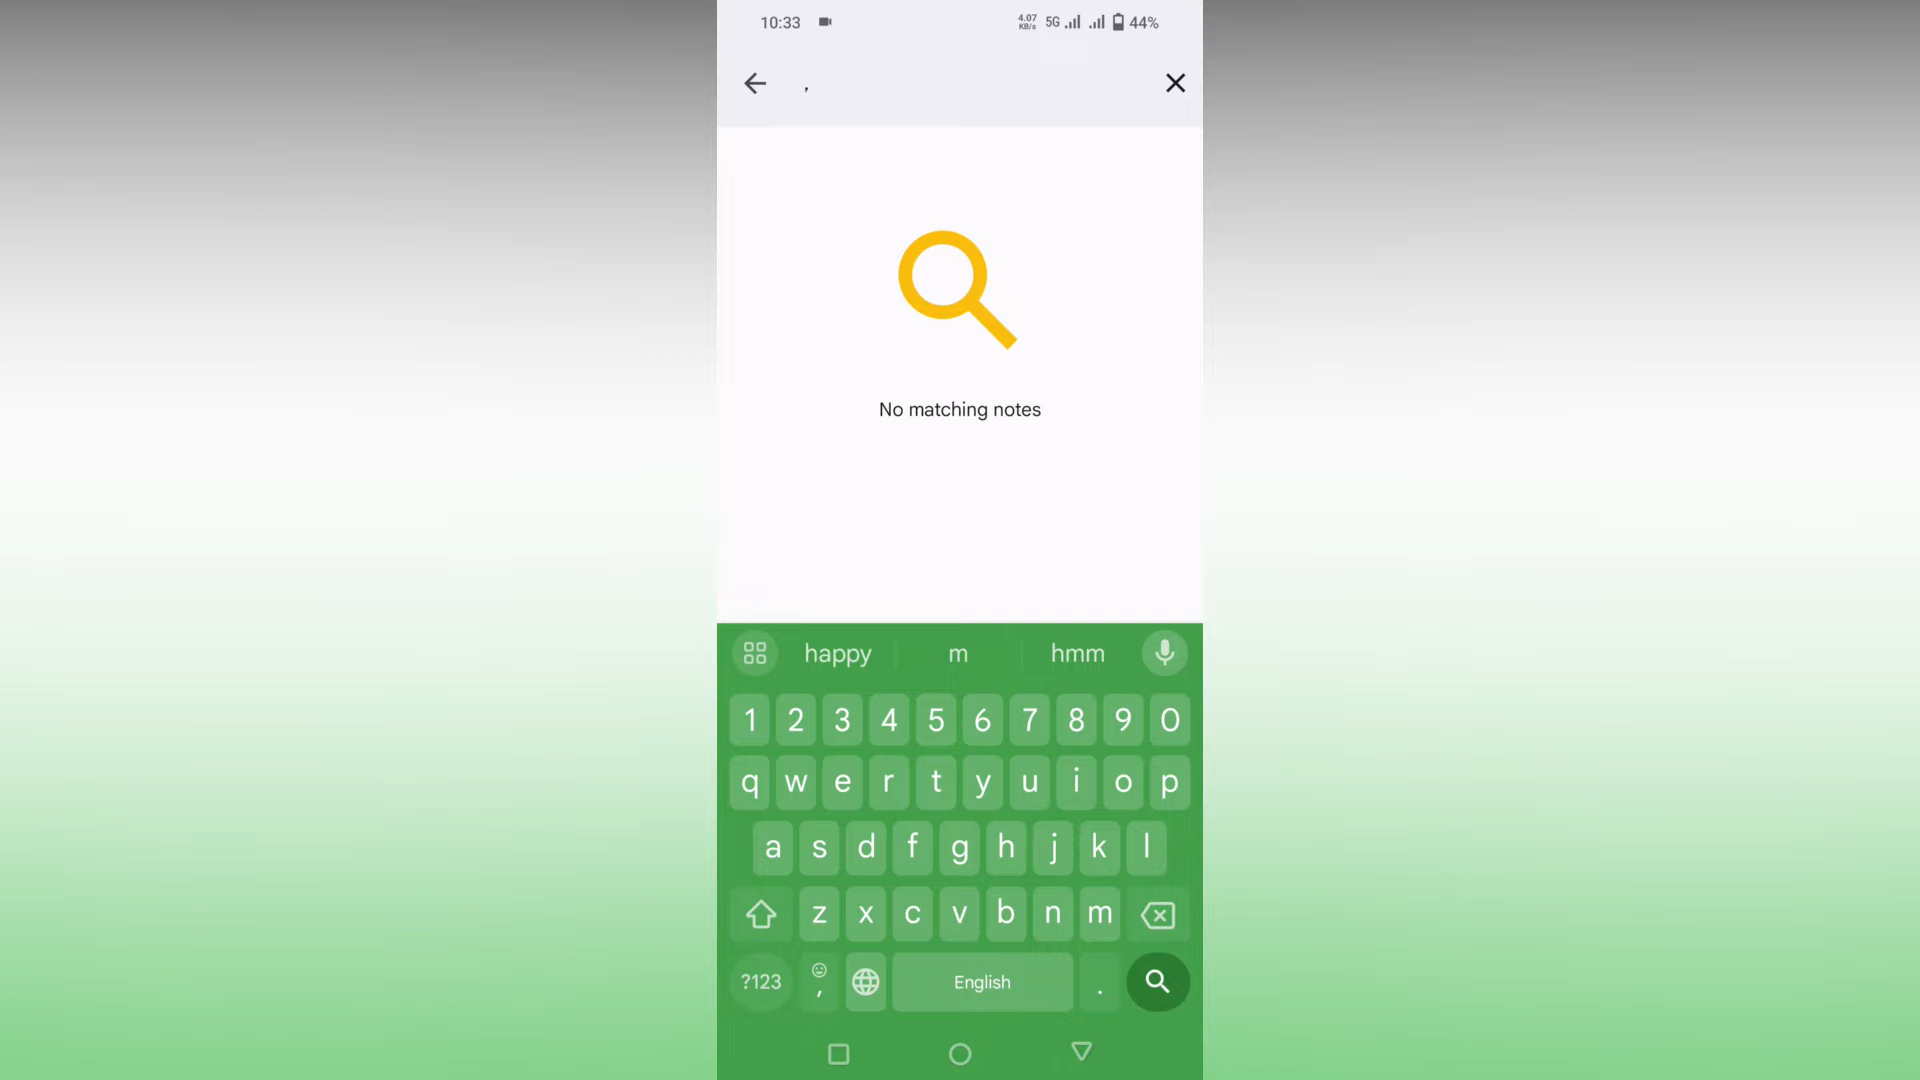 10:33 4.07 KB/s 5G 44%
,
No matching notes
happy m hmm
1 2 3 4 5 6 7 8 9 0
q w e r t y u i o p
a s d f g h j k l
z x c v b n m
?123 , English .